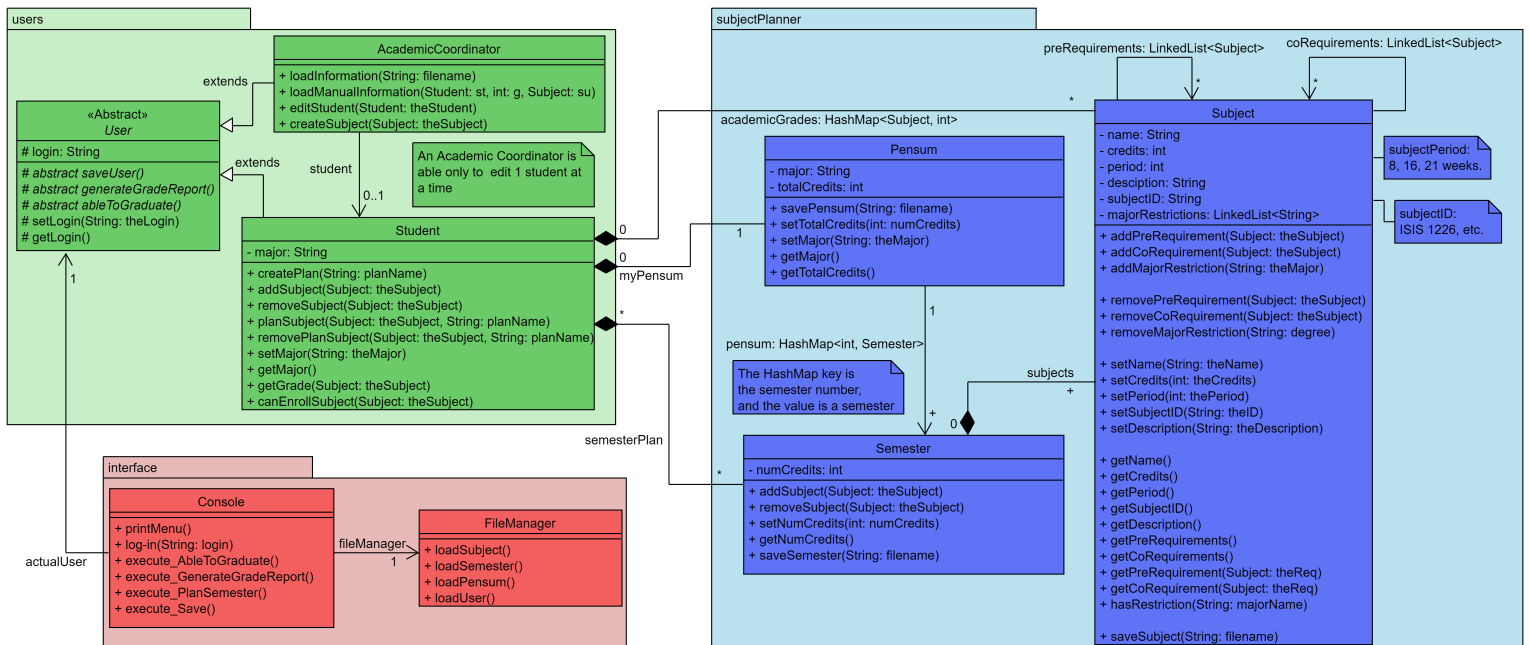 users
AcademicCoordinator
+ loadInformation(String: filename)
+ loadManualInformation(Student: st, int: g, Subject: su)
+ editStudent(Student: theStudent)
+ createSubject(Subject: theSubject)
extends
«Abstract»
User
# login: String
# abstract saveUser()
# abstract generateGradeReport()
# abstract ableToGraduate()
# setLogin(String: theLogin)
# getLogin()
extends
student
0..1
An Academic Coordinator is
able only to  edit 1 student at
a time
Student
- major: String
+ createPlan(String: planName)
+ addSubject(Subject: theSubject)
+ removeSubject(Subject: theSubject)
+ planSubject(Subject: theSubject, String: planName)
+ removePlanSubject(Subject: theSubject, String: planName)
+ setMajor(String: theMajor)
+ getMajor()
+ getGrade(Subject: theSubject)
+ canEnrollSubject(Subject: theSubject)
0
0
myPensum
*
1
semesterPlan
*
actualUser
1
interface
Console
+ printMenu()
+ log-in(String: login)
+ execute_AbleToGraduate()
+ execute_GenerateGradeReport()
+ execute_PlanSemester()
+ execute_Save()
fileManager
1
FileManager
+ loadSubject()
+ loadSemester()
+ loadPensum()
+ loadUser()
subjectPlanner
preRequirements: LinkedList<Subject>
*
coRequirements: LinkedList<Subject>
*
*
academicGrades: HashMap<Subject, int>
Pensum
- major: String
- totalCredits: int
+ savePensum(String: filename)
+ setTotalCredits(int: numCredits)
+ setMajor(String: theMajor)
+ getMajor()
+ getTotalCredits()
1
pensum: HashMap<int, Semester>
+
The HashMap key is
the semester number,
and the value is a semester
subjects
+
0
Semester
- numCredits: int
+ addSubject(Subject: theSubject)
+ removeSubject(Subject: theSubject)
+ setNumCredits(int: numCredits)
+ getNumCredits()
+ saveSemester(String: filename)
Subject
- name: String
- credits: int
- period: int
- desciption: String
- subjectID: String
- majorRestrictions: LinkedList<String>
+ addPreRequirement(Subject: theSubject)
+ addCoRequirement(Subject: theSubject)
+ addMajorRestriction(String: theMajor)
+ removePreRequirement(Subject: theSubject)
+ removeCoRequirement(Subject: theSubject)
+ removeMajorRestriction(String: degree)
+ setName(String: theName)
+ setCredits(int: theCredits)
+ setPeriod(int: thePeriod)
+ setSubjectID(String: theID)
+ setDescription(String: theDescription)
+ getName()
+ getCredits()
+ getPeriod()
+ getSubjectID()
+ getDescription()
+ getPreRequirements()
+ getCoRequirements()
+ getPreRequirement(Subject: theReq)
+ getCoRequirement(Subject: theReq)
+ hasRestriction(String: majorName)
+ saveSubject(String: filename)
subjectPeriod:
8, 16, 21 weeks.
subjectID:
ISIS 1226, etc.